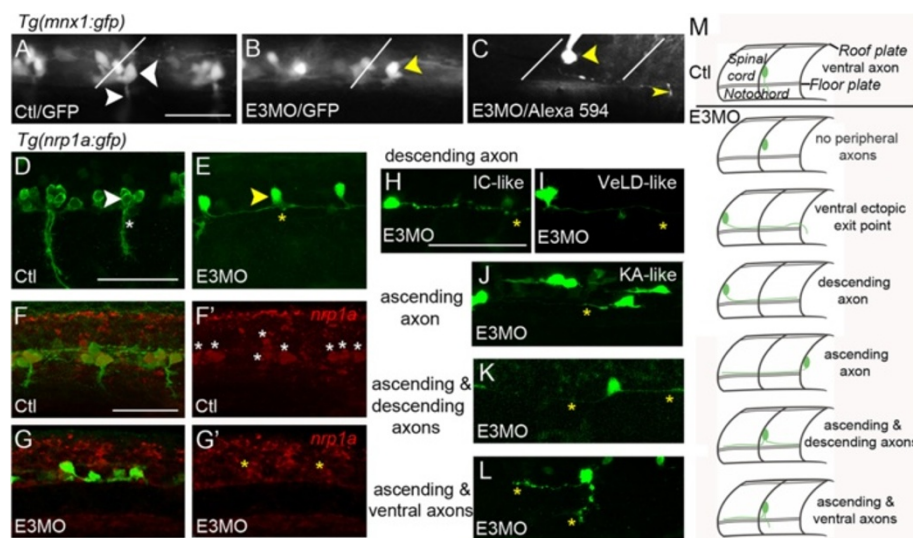 Tg(mnx1:gfp)
A
Ctl/GFP
B
E3MO/GFP
C
E3MO/Alexa 594
Tg(nrp1a:gfp)
D
Ctl
E
E3MO
descending axon
H
IC-like
E3MO
I
VeLD-like
E3MO
ascending
axon
J
KA-like
E3MO
F
Ctl
F'
nrp1a
Ctl
ascending &
descending
axons
K
E3MO
G
E3MO
G'
nrp1a
E3MO
ascending &
ventral axons
L
E3MO
M
Ctl
Roof plate
ventral axon
Spinal
cord
Floor plate
Notochord
E3MO
no peripheral
axons
ventral ectopic
exit point
descending
axon
ascending
axon
ascending &
descending axons
ascending &
ventral axons